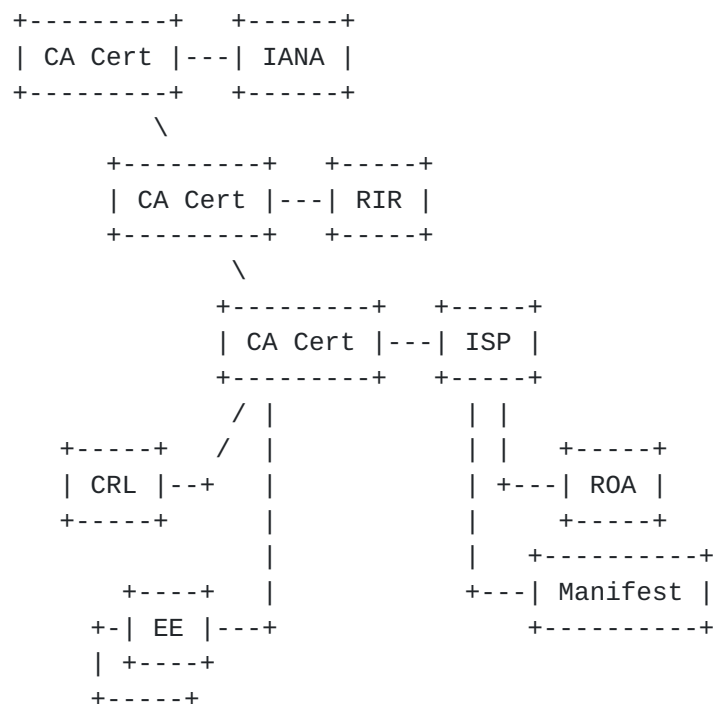 CA Cert IANA
CA Cert RIR
CA Cert ISP
CRL ROA
Manifest
EE